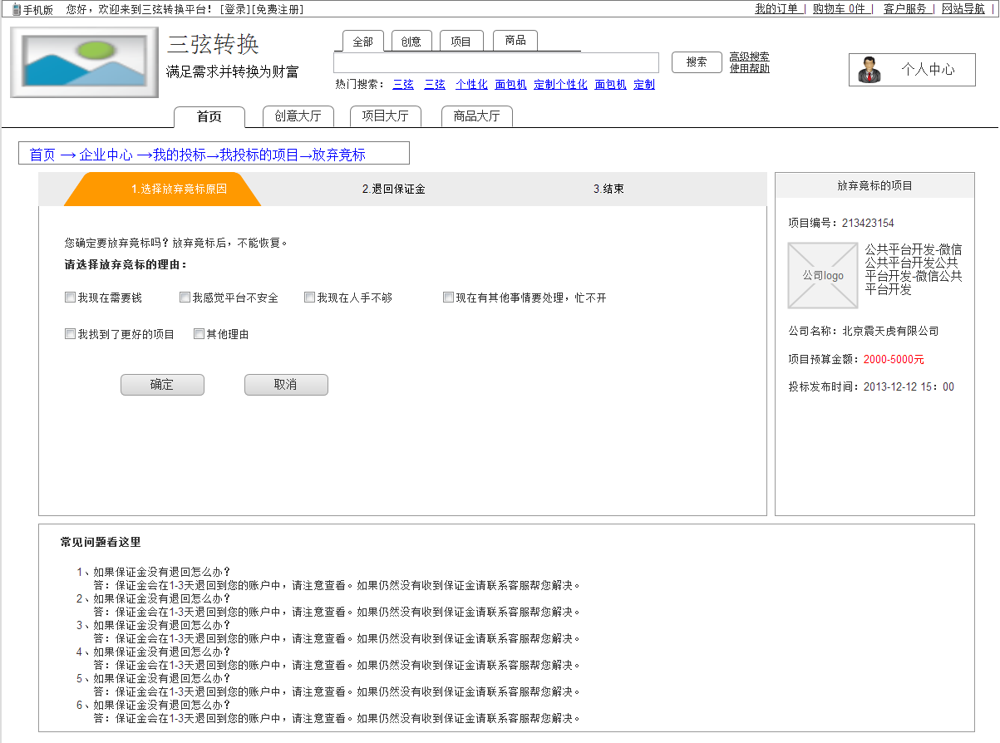 手机版 您好，欢迎来到三弦转换平台！[登录][免费注册] 我的订单 | 购物车 0件 | 客户服务 | 网站导航 |
三弦转换
满足需求并转换为财富
全部 创意 项目 商品
搜索 高级搜索
使用帮助
个人中心
热门搜索： 三弦 三弦 个性化 面包机 定制个性化 面包机 定制
首页 创意大厅 项目大厅 商品大厅
首页 → 企业中心 →我的投标→我投标的项目→放弃竞标
1.选择放弃竞标原因 2.退回保证金 3.结束
您确定要放弃竞标吗？放弃竞标后，不能恢复。
请选择放弃竞标的理由：
我现在需要钱 我感觉平台不安全 我现在人手不够 现在有其他事情要处理，忙不开
我找到了更好的项目 其他理由
确定 取消
放弃竞标的项目
项目编号：213423154
公司logo
公共平台开发-微信
公共平台开发公共
平台开发-微信公共
平台开发
公司名称：北京震天虎有限公司
项目预算金额：2000-5000元
投标发布时间：2013-12-12 15：00
常见问题看这里
1、如果保证金没有退回怎么办？
答：保证金会在1-3天退回到您的账户中，请注意查看。如果仍然没有收到保证金请联系客服帮您解决。
2、如果保证金没有退回怎么办？
答：保证金会在1-3天退回到您的账户中，请注意查看。如果仍然没有收到保证金请联系客服帮您解决。
3、如果保证金没有退回怎么办？
答：保证金会在1-3天退回到您的账户中，请注意查看。如果仍然没有收到保证金请联系客服帮您解决。
4、如果保证金没有退回怎么办？
答：保证金会在1-3天退回到您的账户中，请注意查看。如果仍然没有收到保证金请联系客服帮您解决。
5、如果保证金没有退回怎么办？
答：保证金会在1-3天退回到您的账户中，请注意查看。如果仍然没有收到保证金请联系客服帮您解决。
6、如果保证金没有退回怎么办？
答：保证金会在1-3天退回到您的账户中，请注意查看。如果仍然没有收到保证金请联系客服帮您解决。